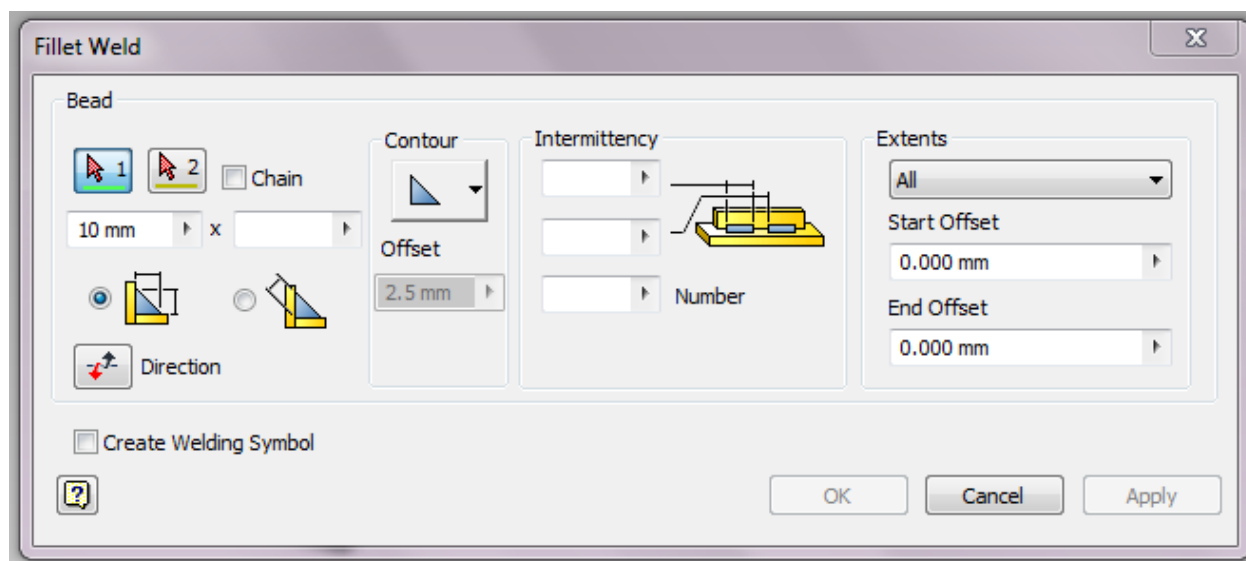 Fillet Weld
Bead
1 2 Chain
10 mm x
Direction
Contour
Offset
2.5 mm
Intermittency
Number
Extents
All
Start Offset
0.000 mm
End Offset
0.000 mm
Create Welding Symbol
? OK Cancel Apply